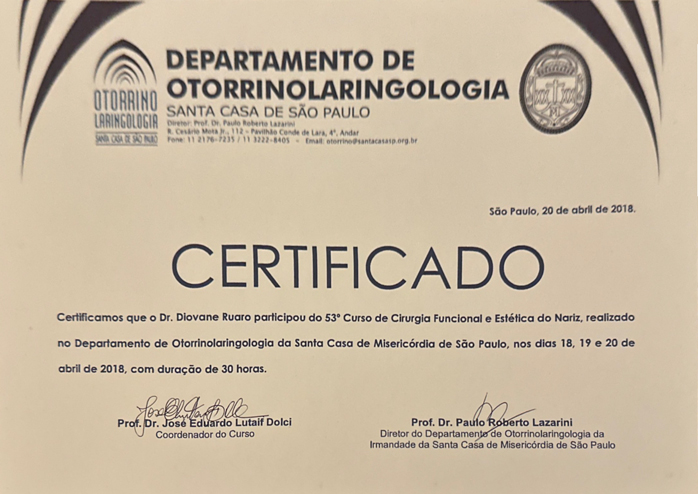 OTORRINO
LARINGOLOGIA
SANTA CASA DE SÃO PAULO
DEPARTAMENTO DE
OTORRINOLARINGOLOGIA
SANTA CASA DE SÃO PAULO
Diretor: Prof. Dr. Paulo Roberto Lazarini
R. Cesário Mota Jr., 112 - Pavilhão Conde de Lara, 4º. Andar
Fone: 11 2176-7235 / 11 3222-8405 - Email: otorrino@santacasasp.org.br
São Paulo, 20 de abril de 2018.
CERTIFICADO
Certificamos que o Dr. Diovane Ruaro participou do 53º Curso de Cirurgia Funcional e Estética do Nariz, realizado
no Departamento de Otorrinolaringologia da Santa Casa de Misericórdia de São Paulo, nos dias 18, 19 e 20 de
abril de 2018, com duração de 30 horas.
Prof. Dr. José Eduardo Lutaif Dolci
Coordenador do Curso
Prof. Dr. Paulo Roberto Lazarini
Diretor do Departamento de Otorrinolaringologia da
Irmandade da Santa Casa de Misericórdia de São Paulo